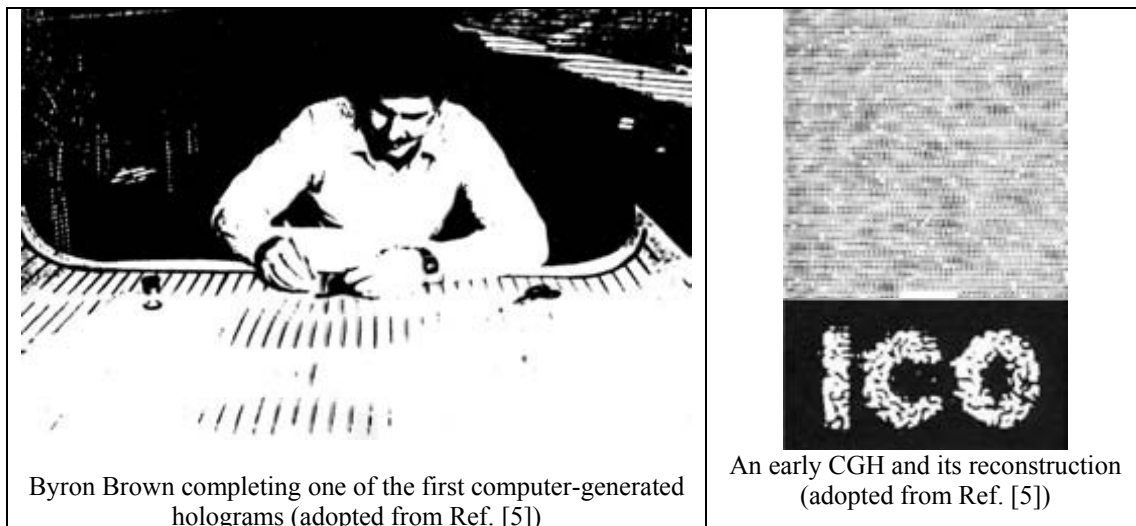 Byron Brown completing one of the first computer-generated
holograms (adopted from Ref. [5])
ICO
An early CGH and its reconstruction
(adopted from Ref. [5])